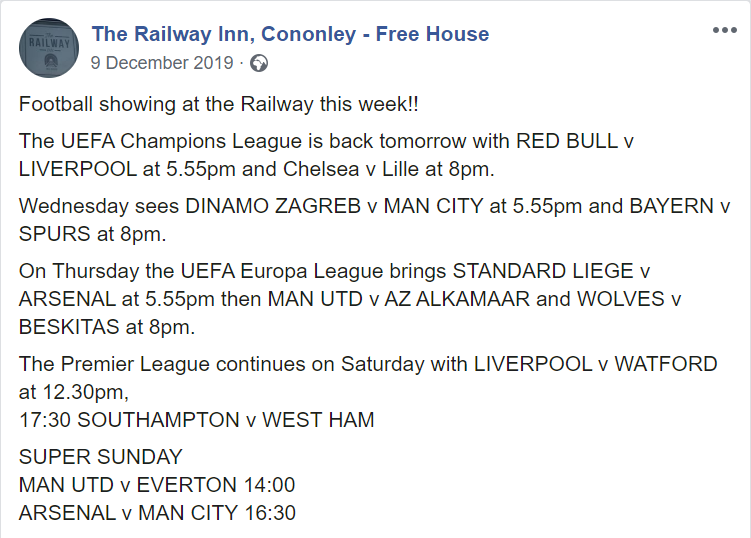 RAILWAY
The Railway Inn, Cononley - Free House
9 December 2019 ·
Football showing at the Railway this week!!
The UEFA Champions League is back tomorrow with RED BULL v
LIVERPOOL at 5.55pm and Chelsea v Lille at 8pm.
Wednesday sees DINAMO ZAGREB v MAN CITY at 5.55pm and BAYERN v
SPURS at 8pm.
On Thursday the UEFA Europa League brings STANDARD LIEGE v
ARSENAL at 5.55pm then MAN UTD v AZ ALKAMAAR and WOLVES v
BESKITAS at 8pm.
The Premier League continues on Saturday with LIVERPOOL v WATFORD
at 12.30pm,
17:30 SOUTHAMPTON v WEST HAM
SUPER SUNDAY
MAN UTD v EVERTON 14:00
ARSENAL v MAN CITY 16:30